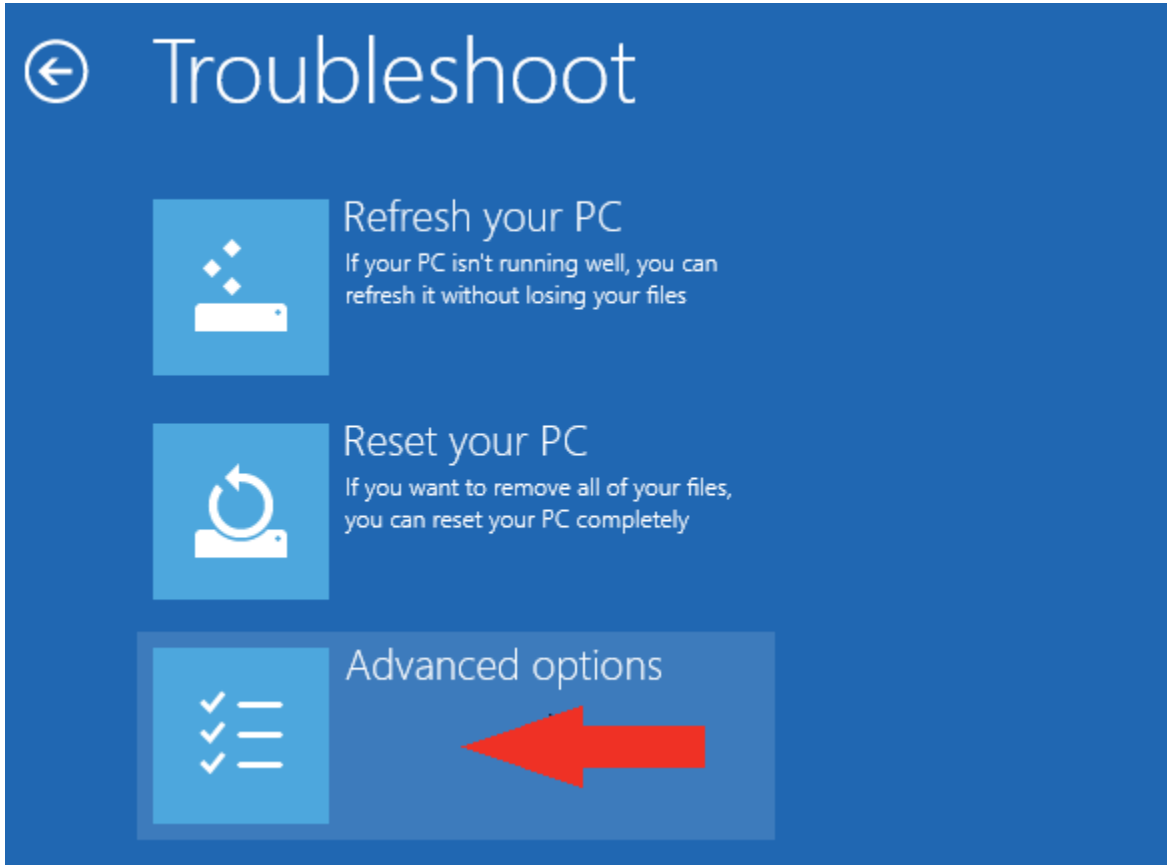 Troubleshoot
Refresh your PC
If your PC isn't running well, you can
refresh it without losing your files
Reset your PC
If you want to remove all of your files,
you can reset your PC completely
Advanced options